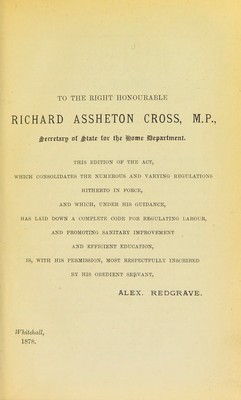 TO THE RIGHT HONOURABLE
RICHARD ASSHETON CROSS, M.P.,
Secretary of State for the Home Department.
THIS EDITION OF THE ACT,
WHICH CONSOLIDATES THE NUMEROUS AND VARYING REGULATIONS
HITHERTO IN FORCE,
AND WHICH, UNDER HIS GUIDANCE,
HAS LAID DOWN A COMPLETE CODE FOR REGULATING LABOUR,
AND PROMOTING SANITARY IMPROVEMENT
AND EFFICIENT EDUCATION,
IS, WITH HIS PERMISSION, MOST RESPECTFULLY INSCRIBED
BY HIS OBEDIENT SERVANT,
ALEX. REDGRAVE.
Whitehall,
1878.